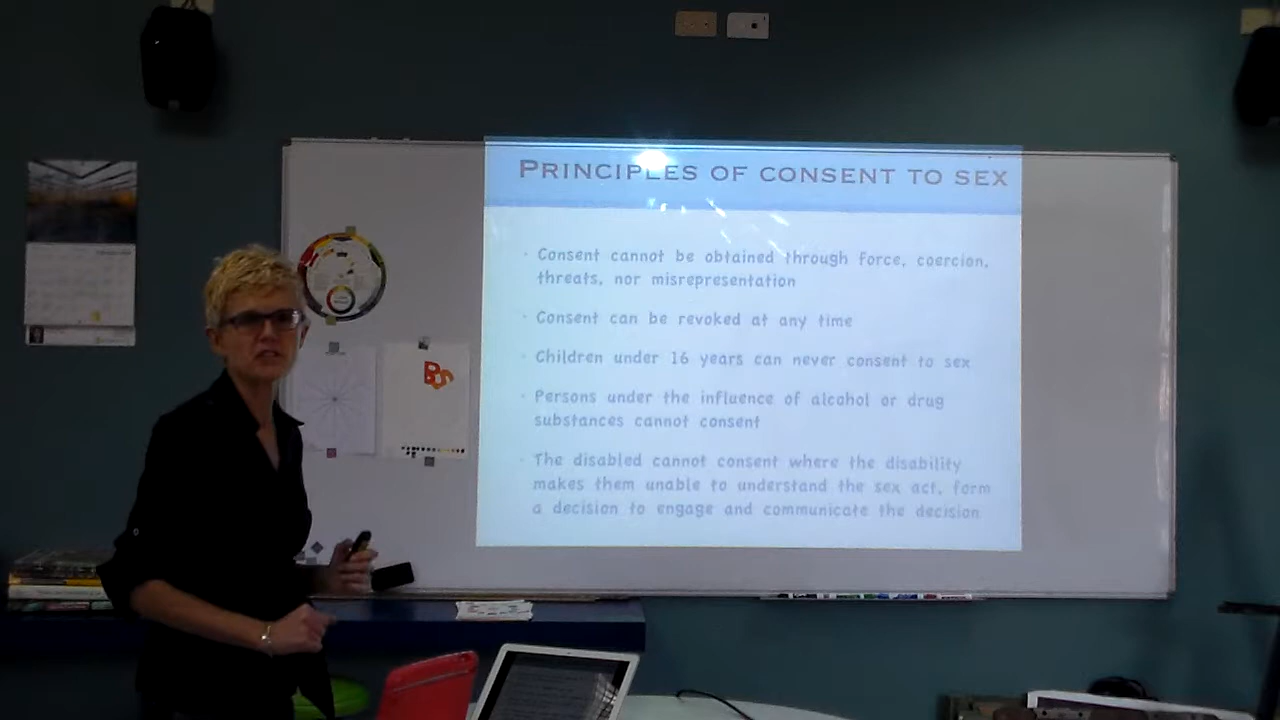 PRINCIPLES OF CONSENT TO SEX
Consent cannot be obtained through force, coercion,
threats, nor misrepresentation
Consent can be revoked at any time
Children under 16 years can never consent to sex
Persons under the influence of alcohol or drug
substances cannot consent
The disabled cannot consent where the disability
makes them unable to understand the sex act, form
a decision to engage and communicate the decision